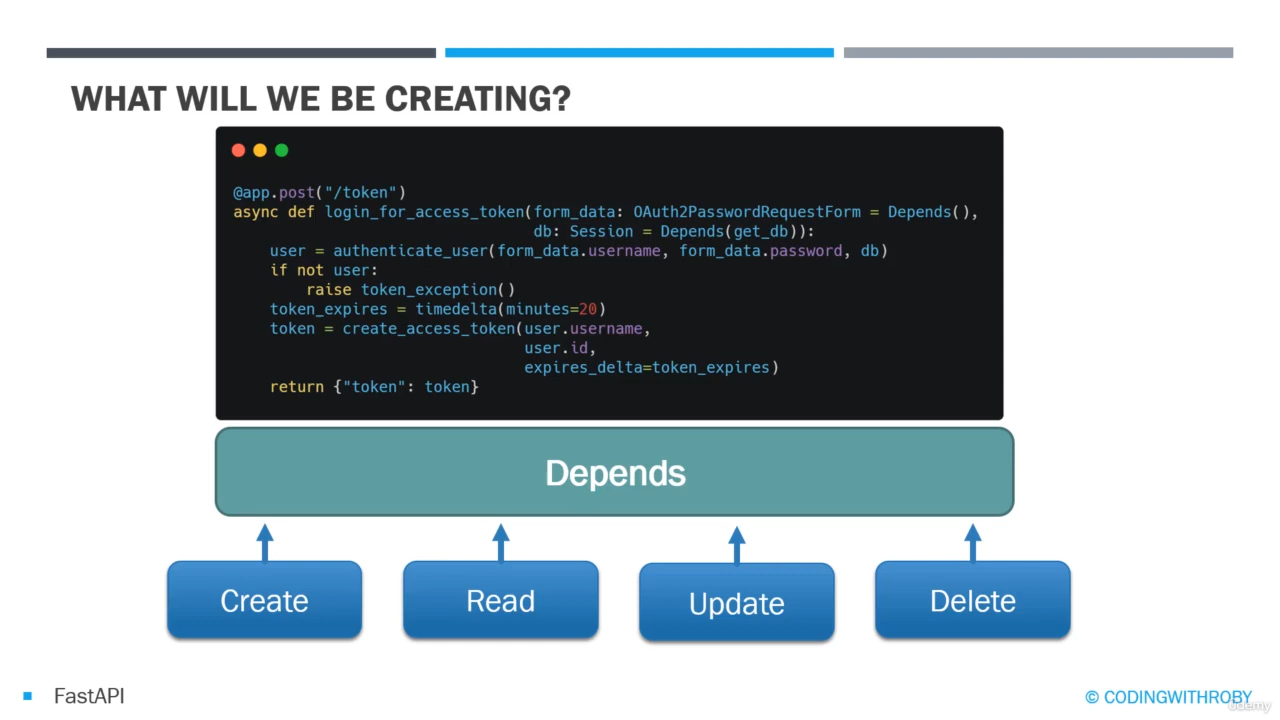 WHAT WILL WE BE CREATING?
@app.post("/token")
async def login_for_access_token(form_data: OAuth2PasswordRequestForm = Depends(),
                                 db: Session = Depends(get_db)):
    user = authenticate_user(form_data.username, form_data.password, db)
    if not user:
        raise token_exception()
    token_expires = timedelta(minutes=20)
    token = create_access_token(user.username,
                                user.id,
                                expires_delta=token_expires)
    return {"token": token}
Depends
Create Read Update Delete
FastAPI
© CODINGWITHROBY
udemy